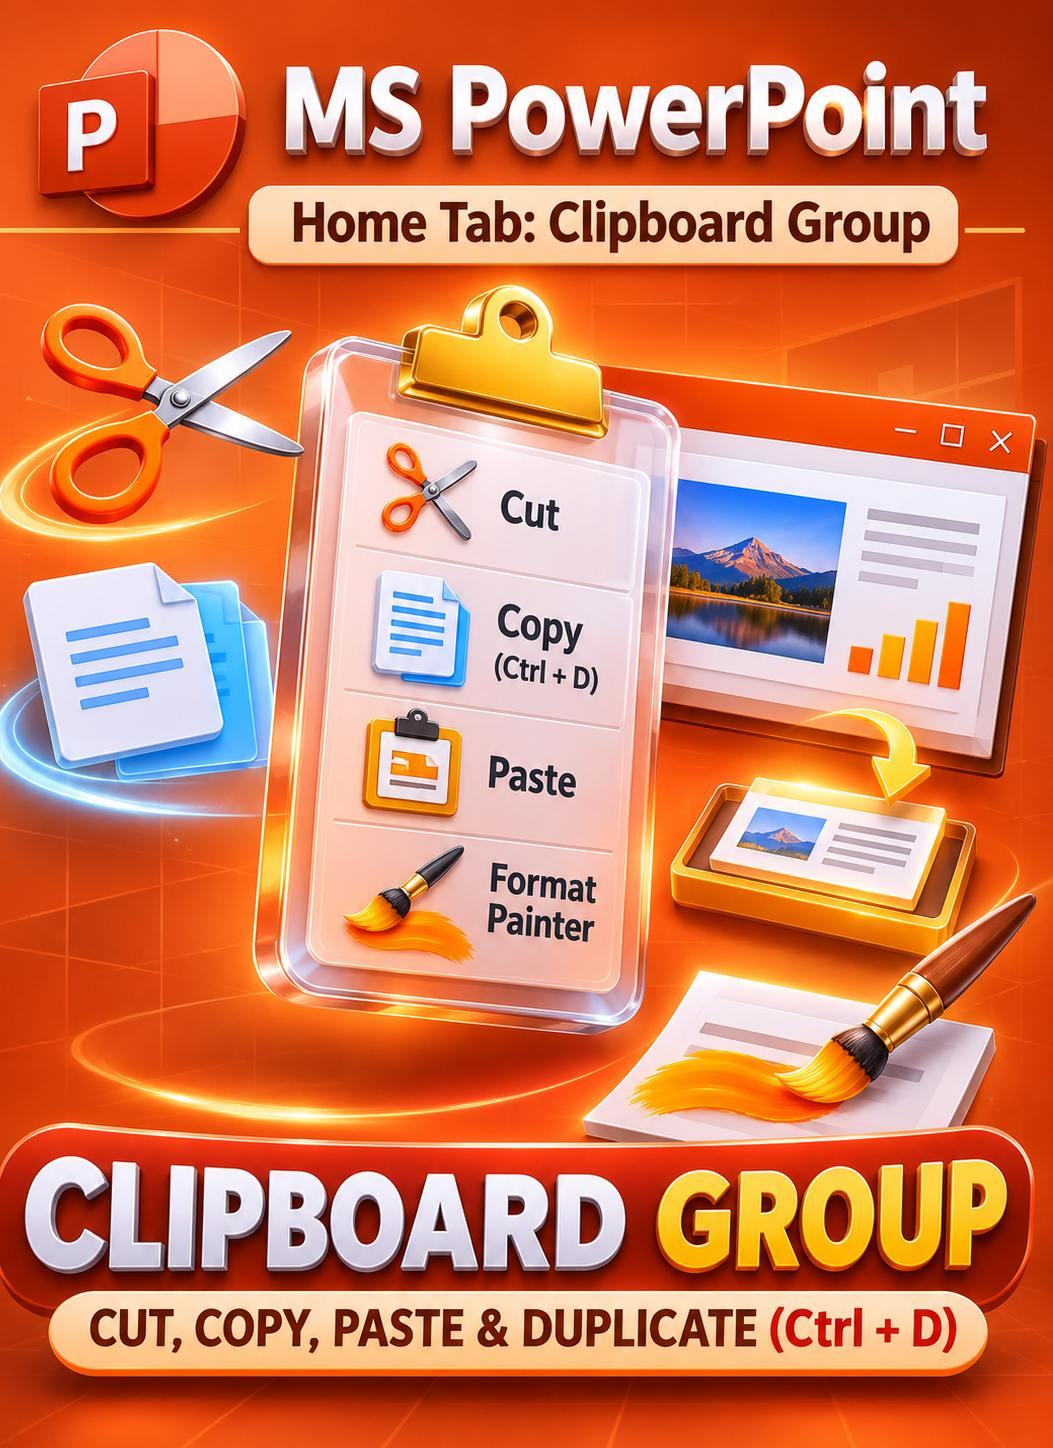 P
MS PowerPoint
Home Tab: Clipboard Group
Cut
Copy
(Ctrl + D)
Paste
Format
Painter
CLIPBOARD GROUP
CUT, COPY, PASTE & DUPLICATE (Ctrl + D)